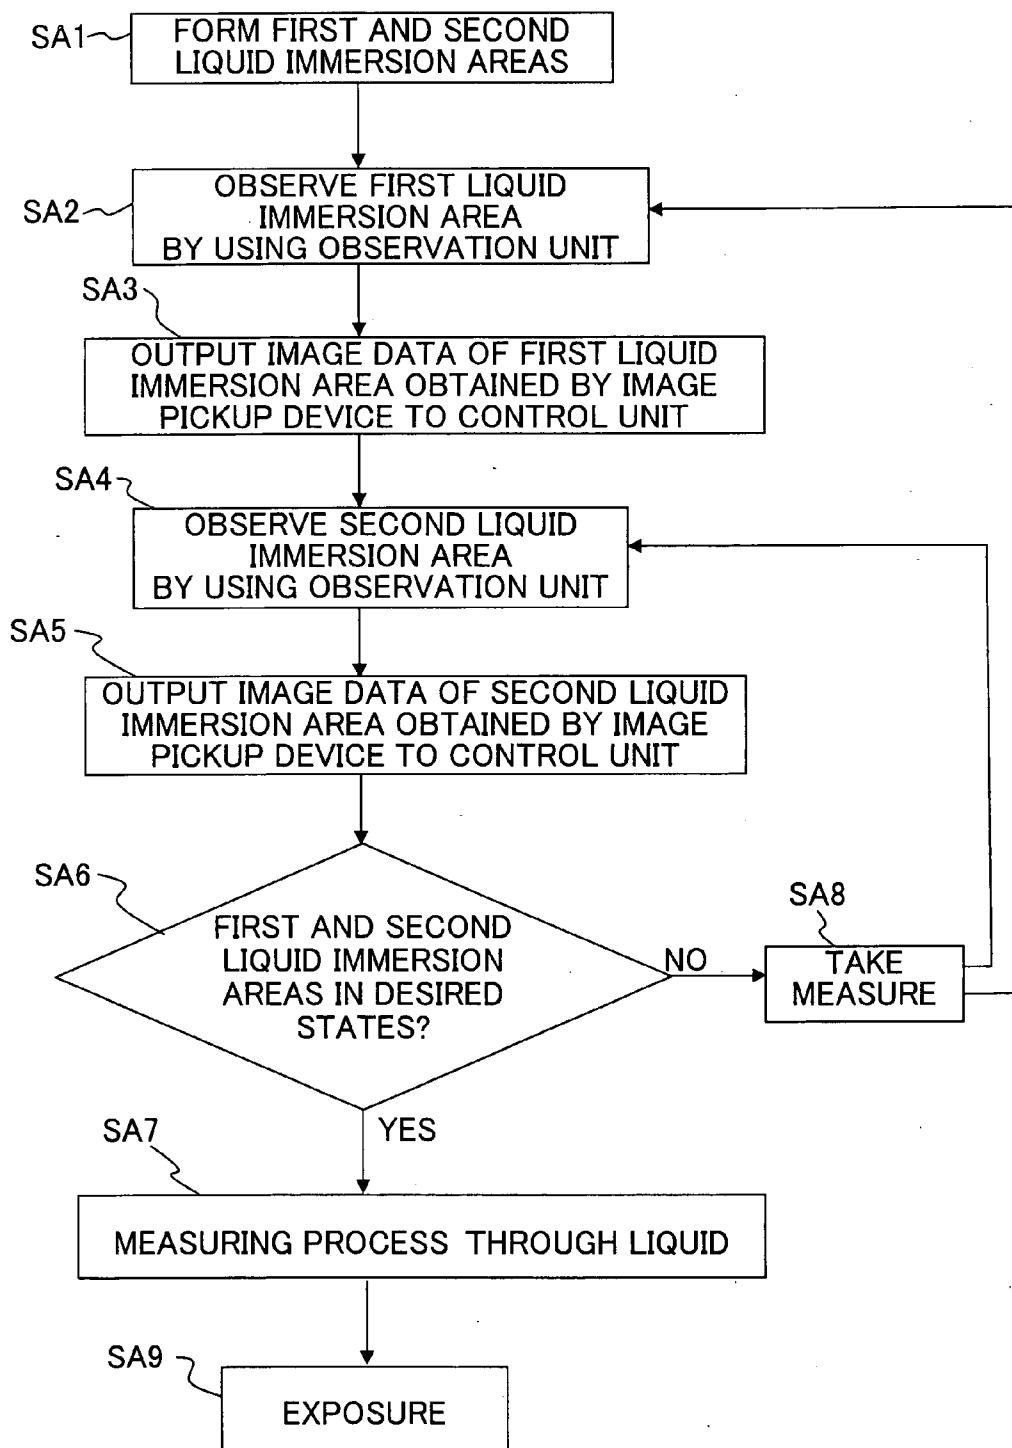 SA1
FORM FIRST AND SECOND
LIQUID IMMERSION AREAS
SA2
OBSERVE FIRST LIQUID
IMMERSION AREA
BY USING OBSERVATION UNIT
SA3
OUTPUT IMAGE DATA OF FIRST LIQUID
IMMERSION AREA OBTAINED BY IMAGE
PICKUP DEVICE TO CONTROL UNIT
SA4
OBSERVE SECOND LIQUID
IMMERSION AREA
BY USING OBSERVATION UNIT
SA5
OUTPUT IMAGE DATA OF SECOND LIQUID
IMMERSION AREA OBTAINED BY IMAGE
PICKUP DEVICE TO CONTROL UNIT
SA6
FIRST AND SECOND
LIQUID IMMERSION
AREAS IN DESIRED
STATES?
NO
SA8
TAKE
MEASURE
YES
SA7
MEASURING PROCESS THROUGH LIQUID
SA9
EXPOSURE